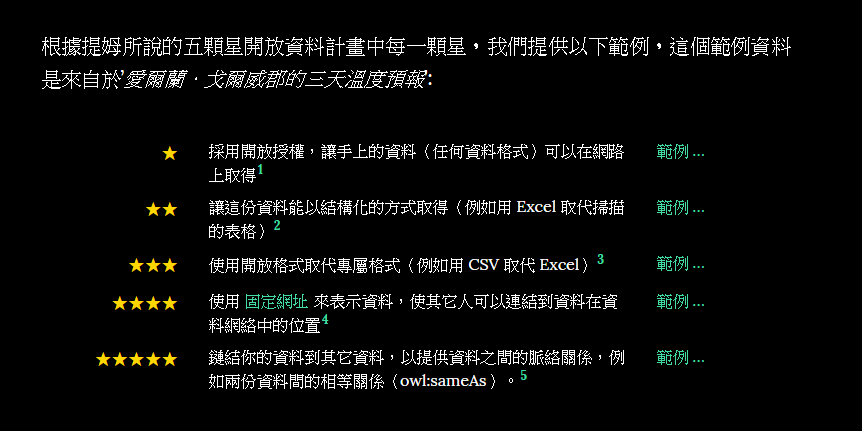 根據提姆所說的五顆星開放資料計畫中每一顆星，我們提供以下範例，這個範例資料
是來自於'愛爾蘭．戈爾威郡的三天溫度預報':
★ 採用開放授權，讓手上的資料（任何資料格式）可以在網路 範例 ...
上取得1
★★ 讓這份資料能以結構化的方式取得（例如用 Excel 取代掃描 範例 ...
的表格）2
★★★ 使用開放格式取代專屬格式（例如用 CSV 取代 Excel）3 範例 ...
★★★★ 使用 固定網址 來表示資料，使其它人可以連結到資料在資 範例 ...
料網絡中的位置4
★★★★★ 鏈結你的資料到其它資料，以提供資料之間的脈絡關係，例 範例 ...
如兩份資料間的相等關係（owl:sameAs）。5